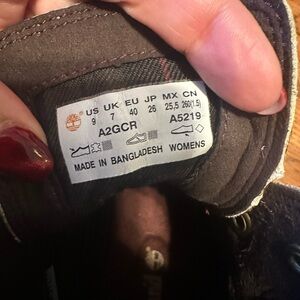 US UK EU JP MX CN
9 7 40 26 25,5 260(1.5)
A2GCR A5219
MADE IN BANGLADESH WOMENS